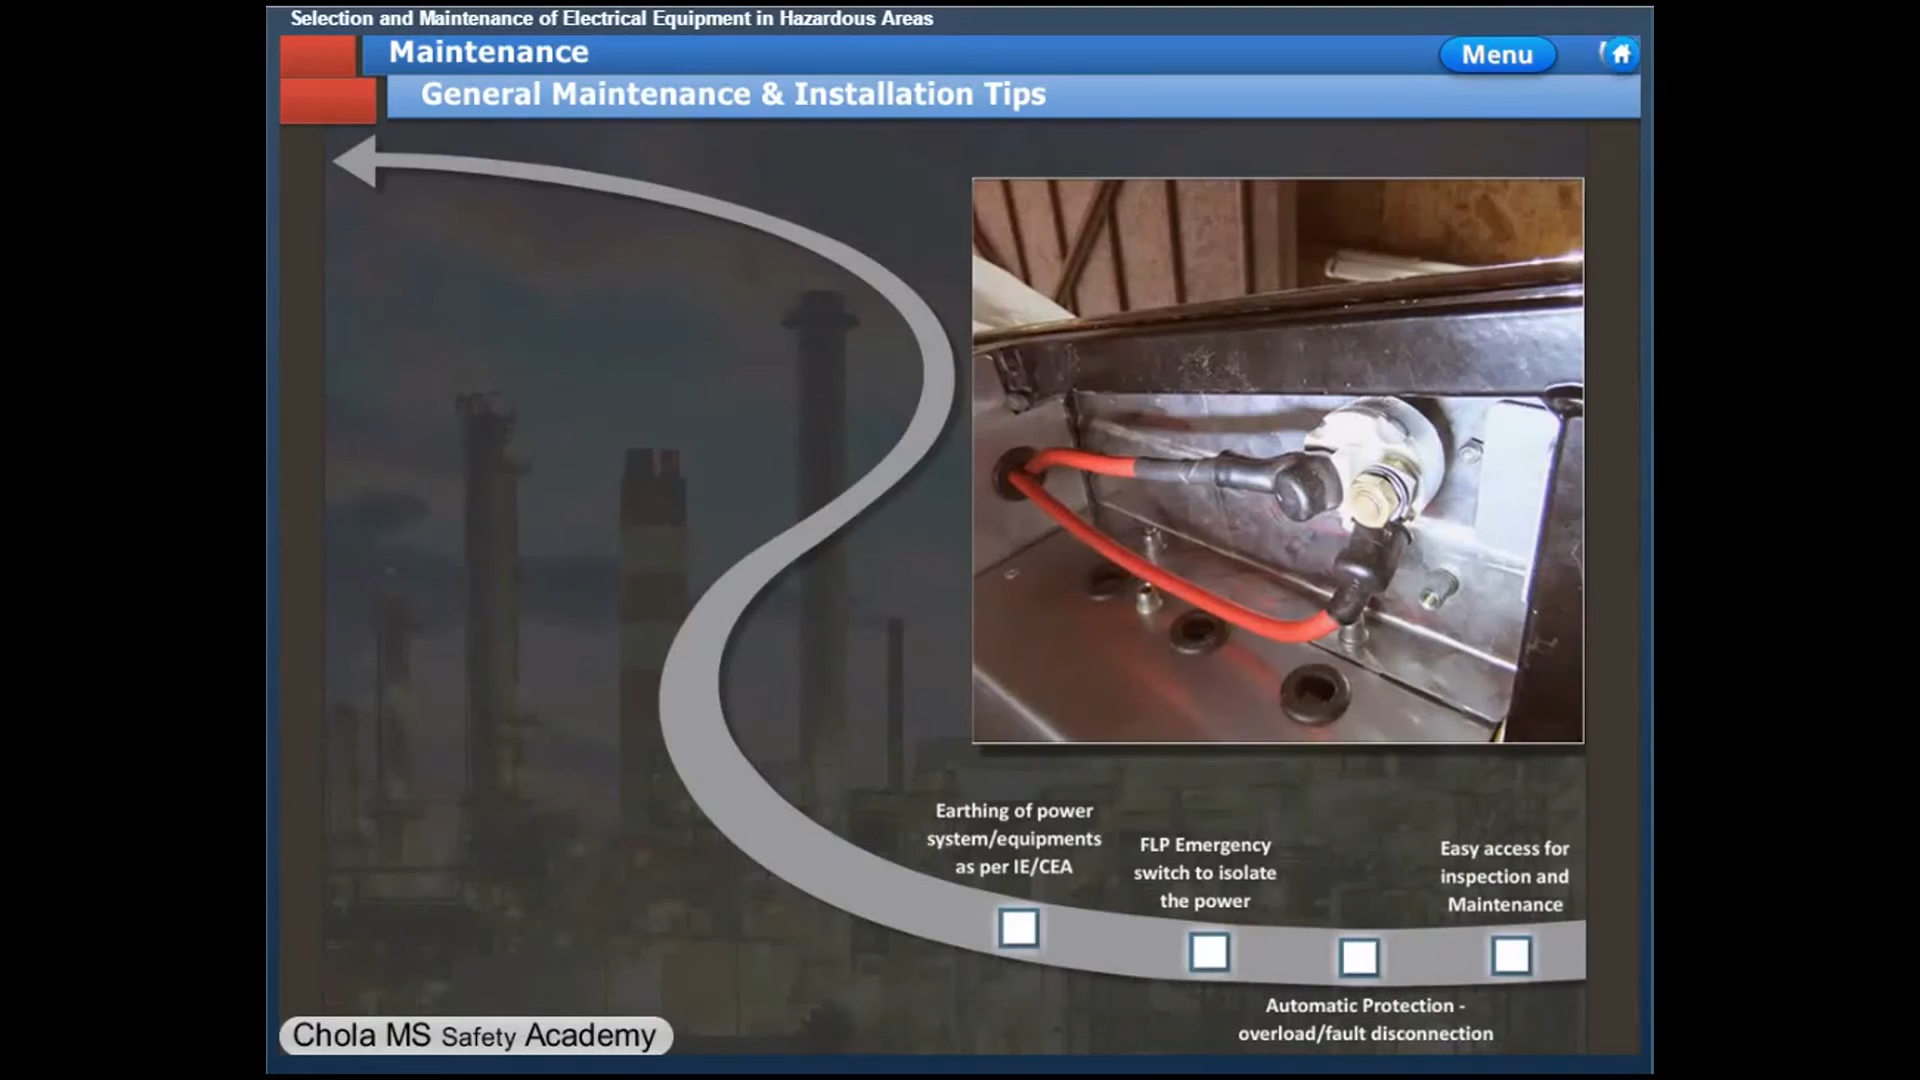 Selection and Maintenance of Electrical Equipment in Hazardous Areas
Maintenance
Menu
General Maintenance & Installation Tips
Earthing of power
system/equipments
as per IE/CEA
FLP Emergency
switch to isolate
the power
Easy access for
inspection and
Maintenance
Automatic Protection -
overload/fault disconnection
Chola MS Safety Academy